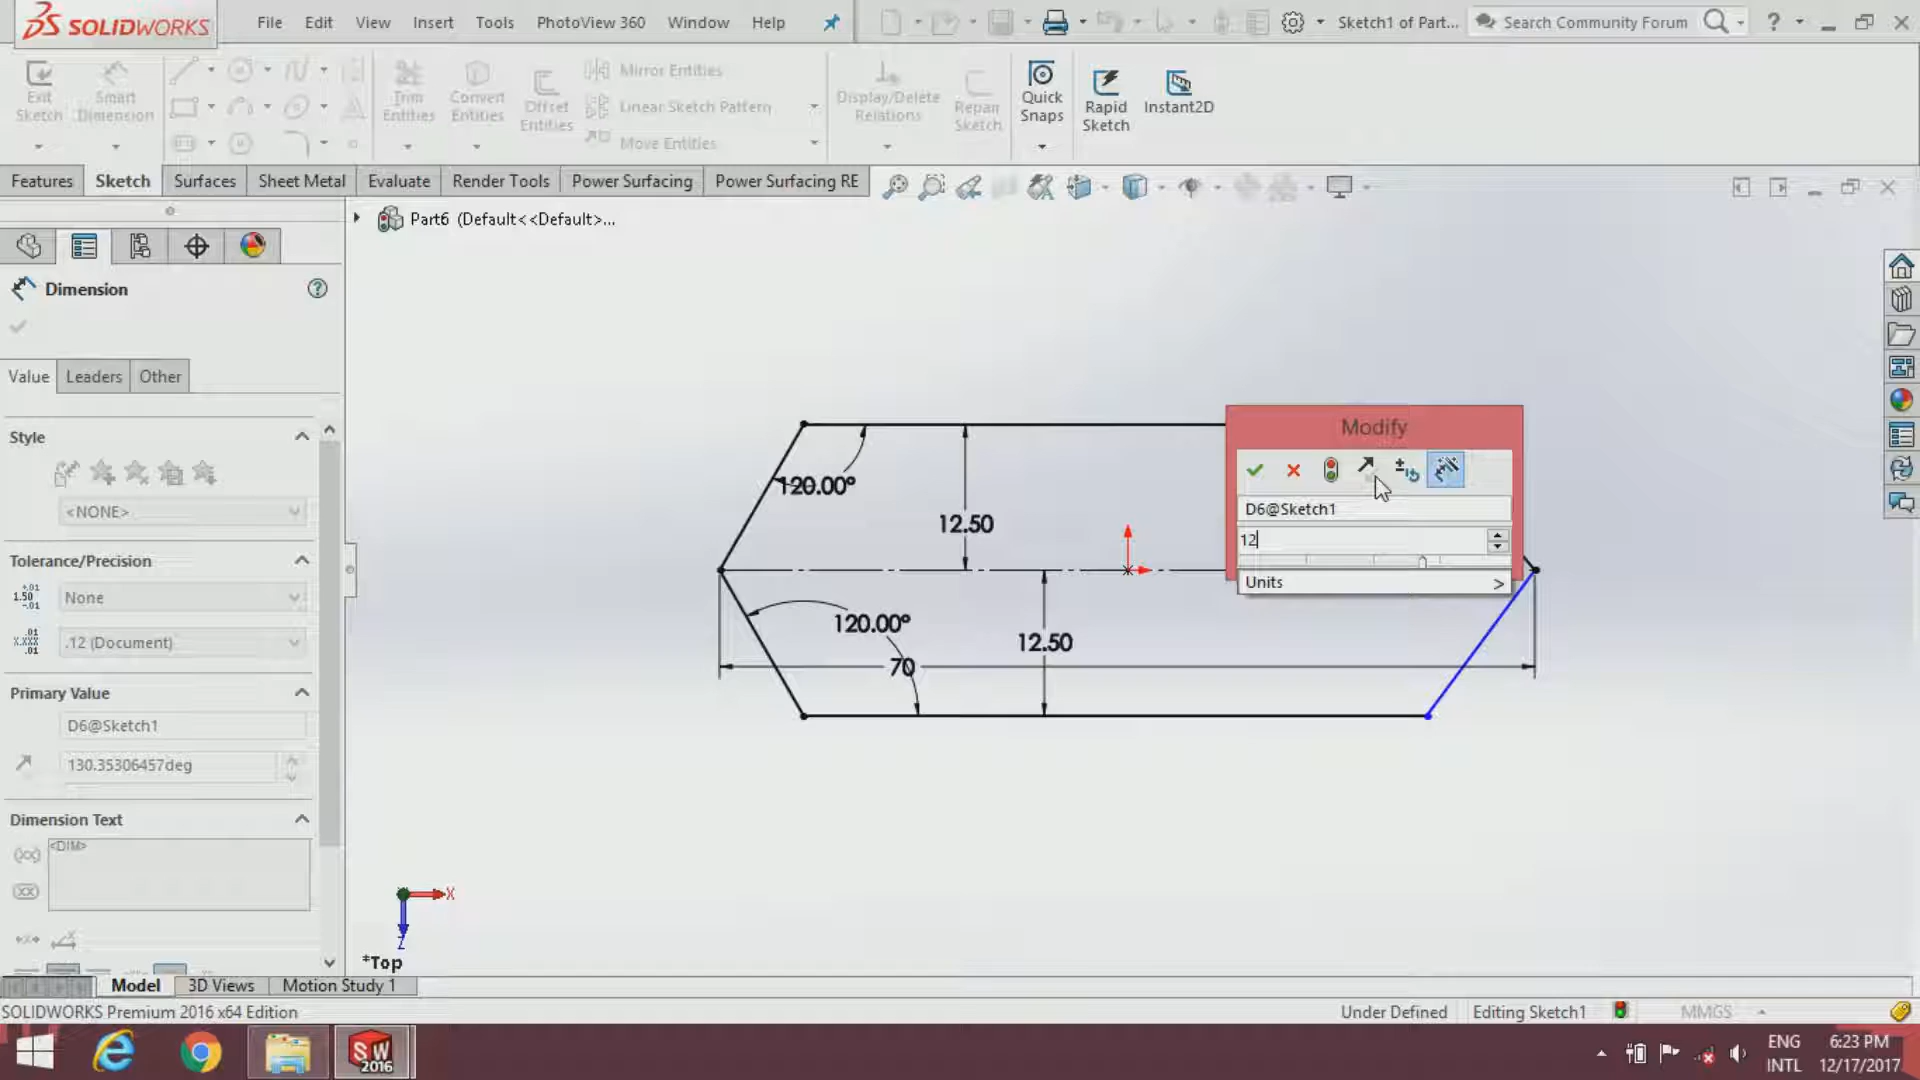 SOLIDWORKS File Edit View Insert Tools PhotoView 360 Window Help Sketch1 of Part... Search Community Forum ?
Exit Sketch
Smart Dimension
Trim Entities
Convert Entities
Offset Entities
Mirror Entities
Linear Sketch Pattern
Move Entities
Display/Delete Relations
Repair Sketch
Quick Snaps
Rapid Sketch
Instant2D
Features Sketch Surfaces Sheet Metal Evaluate Render Tools Power Surfacing Power Surfacing RE
Part6 (Default<<Default>...
Dimension ?
Value Leaders Other
Style
<NONE>
Tolerance/Precision
None
.12 (Document)
Primary Value
D6@Sketch1
130.35306457deg
Dimension Text
<DIM>
120.00°
12.50
120.00°
12.50
70
Modify
D6@Sketch1
12
Units >
X
Z
*Top
Model 3D Views Motion Study 1
SOLIDWORKS Premium 2016 x64 Edition Under Defined Editing Sketch1 MMGS
SW 2016
ENG 6:23 PM
INTL 12/17/2017